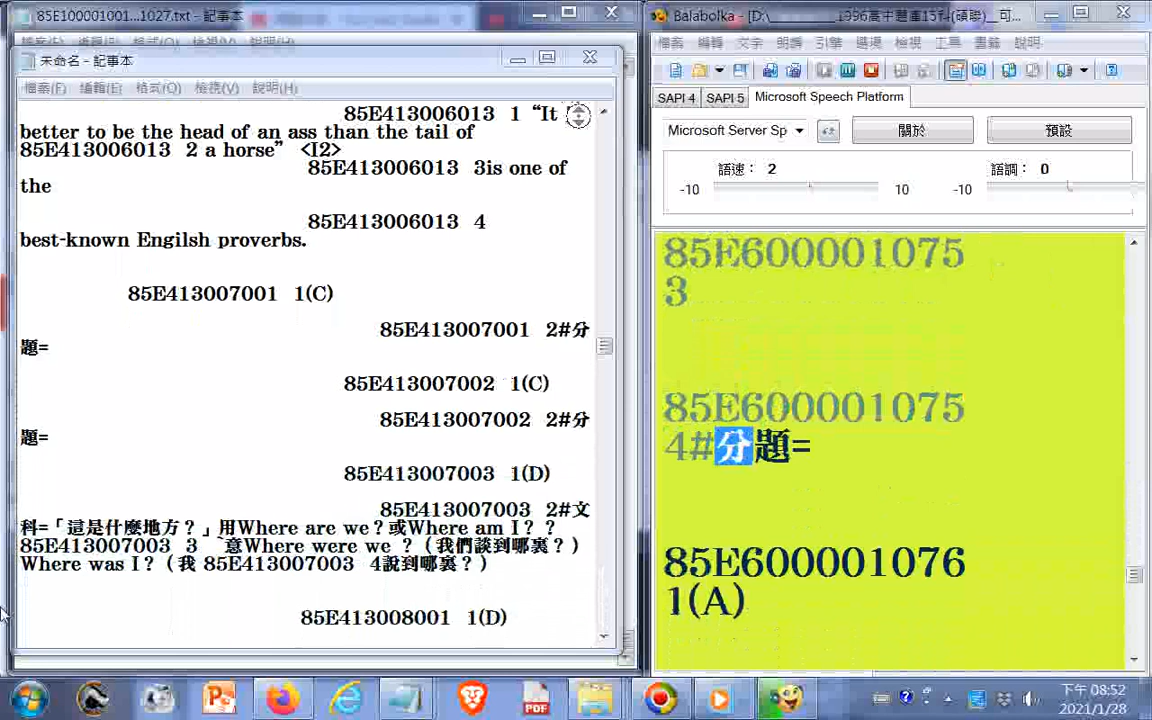 85E100001001...1027.txt - 記事本
未命名 - 記事本
檔案(F) 編輯(E) 格式(O) 檢視(V) 說明(H)
85E413006013 1 “It
better to be the head of an ass than the tail of
85E413006013 2 a horse” <I2>
85E413006013 3is one of
the
85E413006013 4
best-known Engilsh proverbs.
85E413007001 1(C)
85E413007001 2#分
題=
85E413007002 1(C)
85E413007002 2#分
題=
85E413007003 1(D)
85E413007003 2#文
科=「這是什麼地方？」用Where are we？或Where am I？？
85E413007003 3 ˋ意Where were we ？（我們談到哪裏？）
Where was I？（我 85E413007003 4說到哪裏？）
85E413008001 1(D)
Balabolka - [D:\______1996高中題庫15科(碩聯)__可...
檔案 編輯 文字 朗讀 引擎 選項 檢視 工具 書籤 說明
SAPI 4 SAPI 5 Microsoft Speech Platform
Microsoft Server Sp 關於 預設
語速： 2 語調： 0
-10 10 -10
85E600001075
3
85E600001075
4#分題=
85E600001076
1(A)
PDF
下午 08:52
2021/1/28